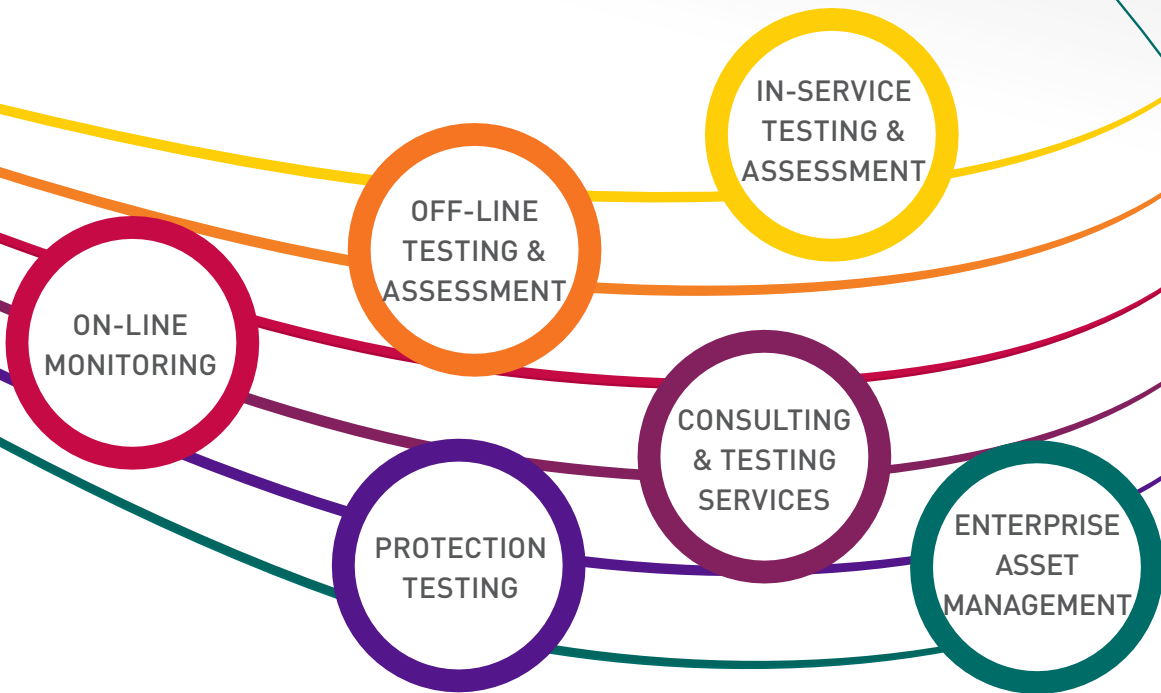 IN-SERVICE
TESTING &
ASSESSMENT
OFF-LINE
TESTING &
ASSESSMENT
ON-LINE
MONITORING
CONSULTING
& TESTING
SERVICES
PROTECTION
TESTING
ENTERPRISE
ASSET
MANAGEMENT